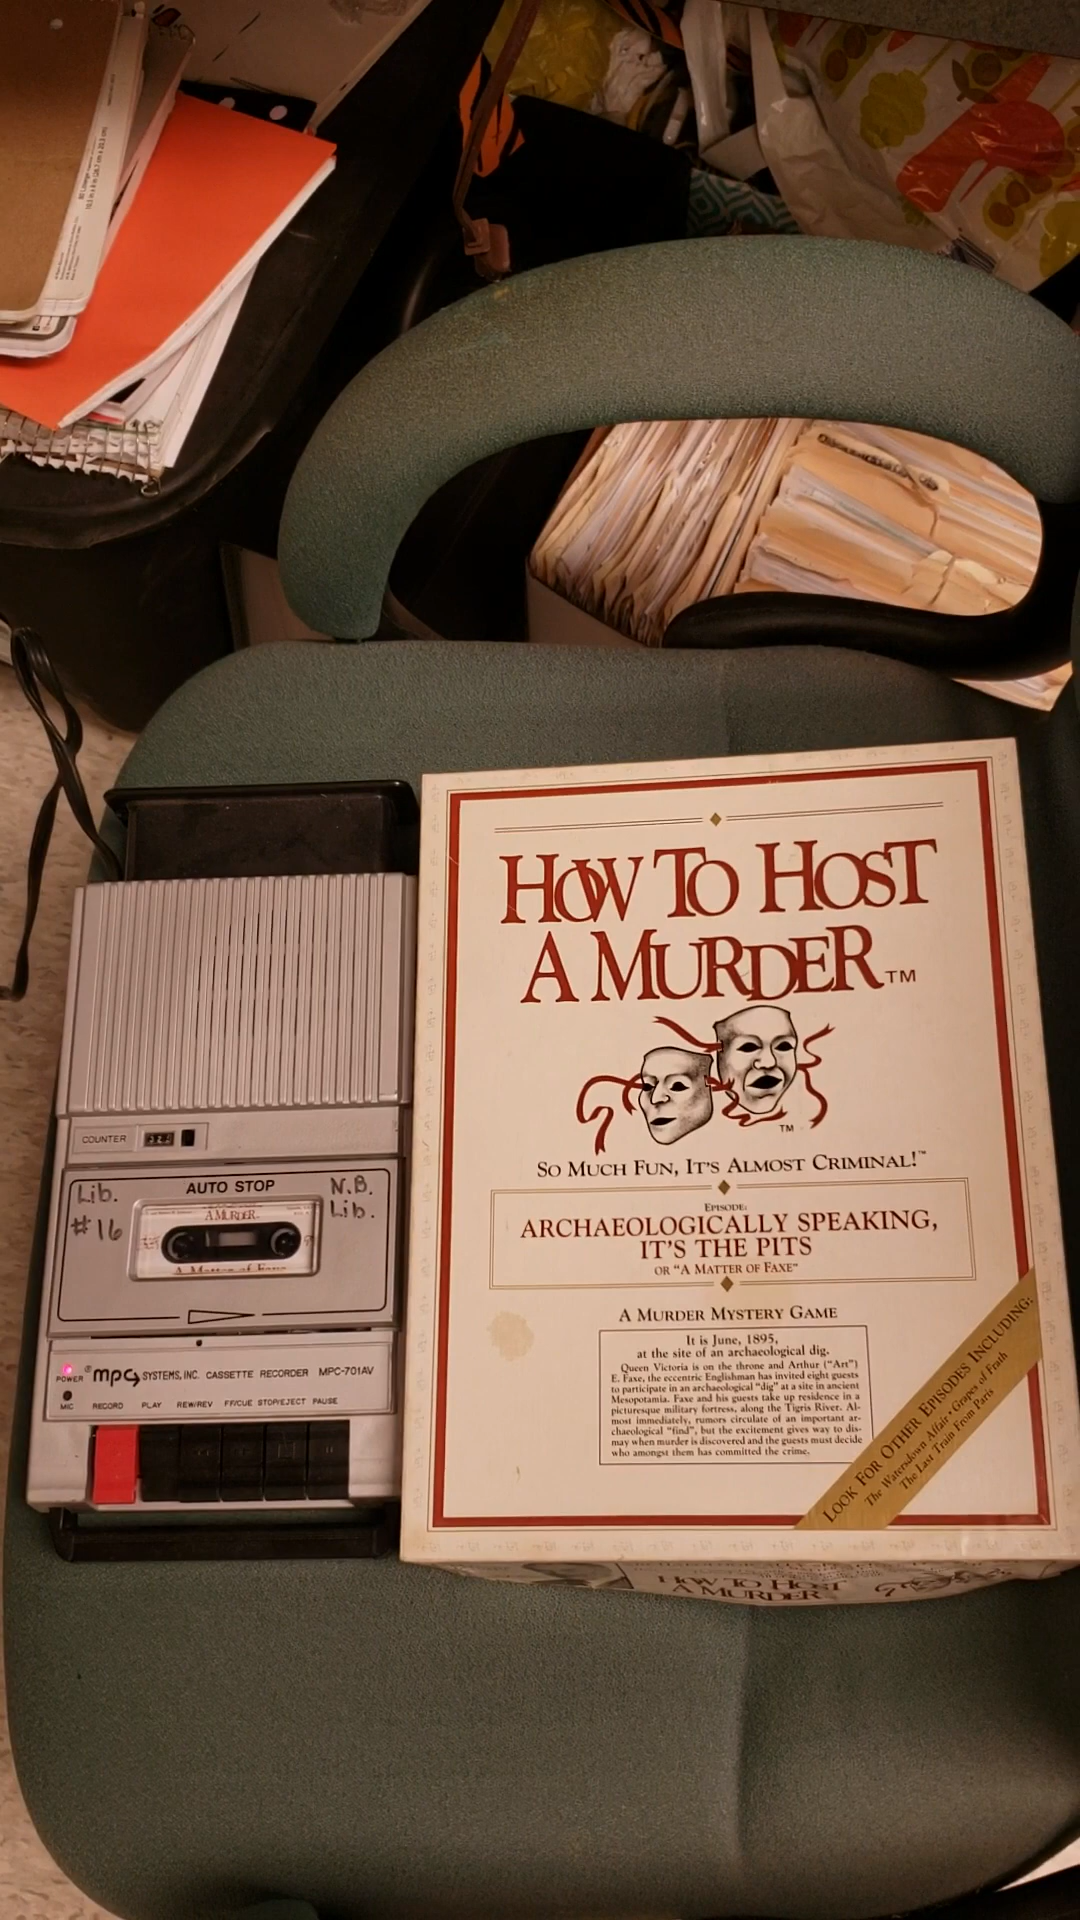 HOW TO HOST
A MURDER™
™
SO MUCH FUN, IT'S ALMOST CRIMINAL!™
EPISODE:
ARCHAEOLOGICALLY SPEAKING,
IT'S THE PITS
OR "A MATTER OF FAXE"
A MURDER MYSTERY GAME
It is June, 1895,
at the site of an archaeological dig.
Queen Victoria is on the throne and Arthur ("Art")
E. Faxe, the eccentric Englishman has invited eight guests
to participate in an archaeological "dig" at a site in ancient
Mesopotamia. Faxe and his guests take up residence in a
picturesque military fortress, along the Tigris River. Al-
most immediately, rumors circulate of an important ar-
chaeological "find", but the excitement gives way to dis-
may when murder is discovered and the guests must decide
who amongst them has committed the crime.
LOOK FOR OTHER EPISODES INCLUDING:
The Watersdown Affair • Grapes of Frath
The Last Train From Paris
HOW TO HOST
A MURDER
COUNTER
Lib.
#16
AUTO STOP
N.B.
Lib.
A MURDER
A Matter of Faxe
POWER
mpc SYSTEMS, INC. CASSETTE RECORDER MPC-701AV
MIC RECORD PLAY REW/REV FF/CUE STOP/EJECT PAUSE